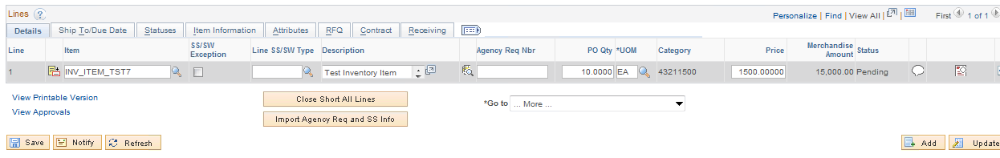 Lines ? Personalize | Find | View All | | First 1 of 1
Details Ship To/Due Date Statuses Item Information Attributes RFQ Contract Receiving
Line Item SS/SW Exception Line SS/SW Type Description Agency Req Nbr PO Qty *UOM Category Price Merchandise Amount Status
1 INV_ITEM_TST7 Test Inventory Item 10.0000 EA 43211500 1500.00000 15,000.00 Pending
View Printable Version Close Short All Lines *Go to ... More ...
View Approvals Import Agency Req and SS Info
Save Notify Refresh Add Update